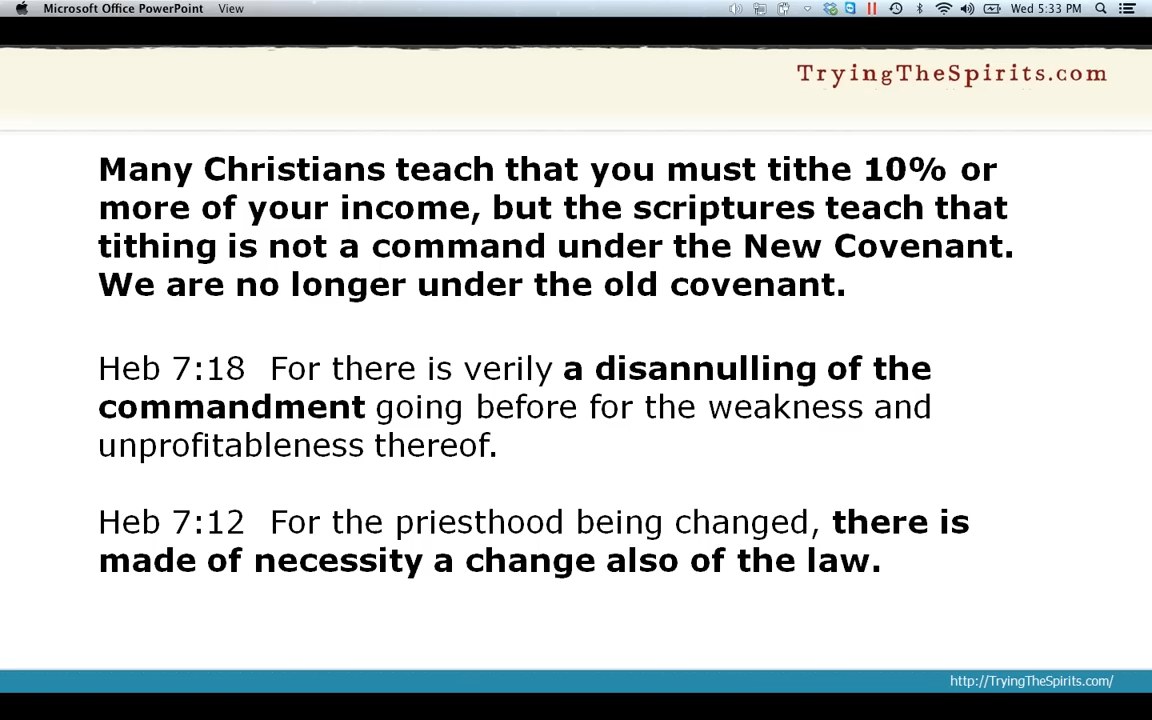 Microsoft Office PowerPoint View Wed 5:33 PM
TryingTheSpirits.com
Many Christians teach that you must tithe 10% or
more of your income, but the scriptures teach that
tithing is not a command under the New Covenant.
We are no longer under the old covenant.
Heb 7:18 For there is verily a disannulling of the
commandment going before for the weakness and
unprofitableness thereof.
Heb 7:12 For the priesthood being changed, there is
made of necessity a change also of the law.
http://TryingTheSpirits.com/